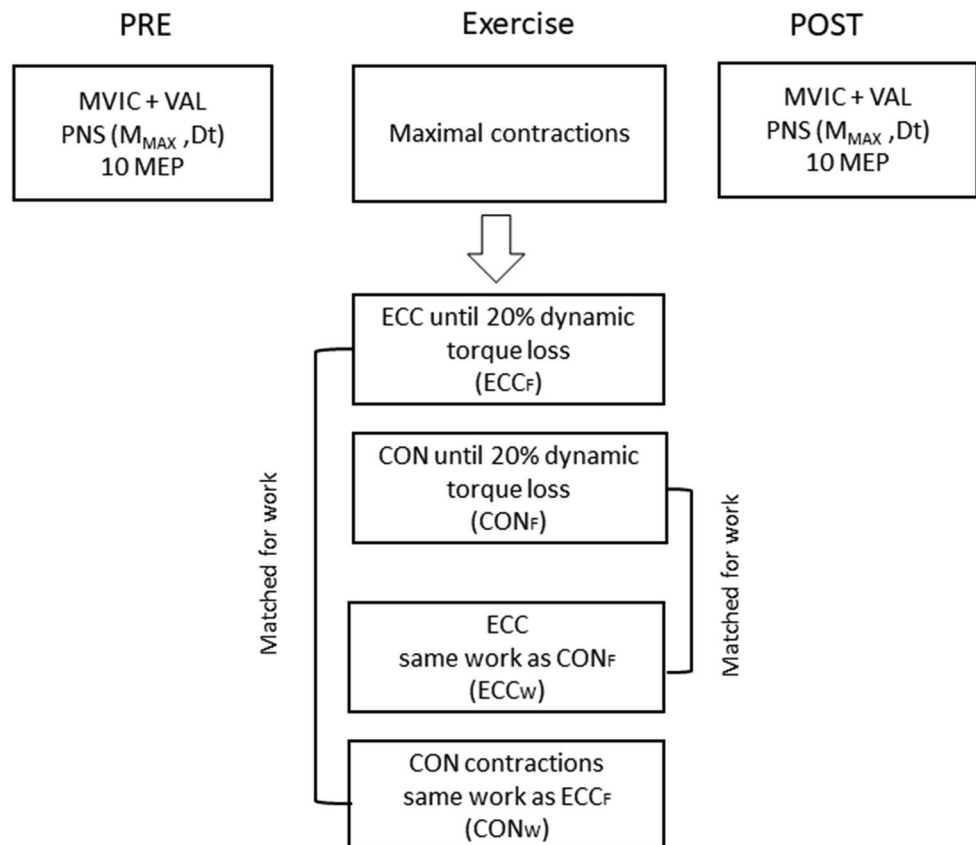 PRE
Exercise
POST
MVIC + VAL
PNS (MMAX ,Dt)
10 MEP
Maximal contractions
MVIC + VAL
PNS (MMAX ,Dt)
10 MEP
ECC until 20% dynamic
torque loss
(ECCF)
CON until 20% dynamic
torque loss
(CONF)
Matched for work
Matched for work
ECC
same work as CONF
(ECCW)
CON contractions
same work as ECCF
(CONW)